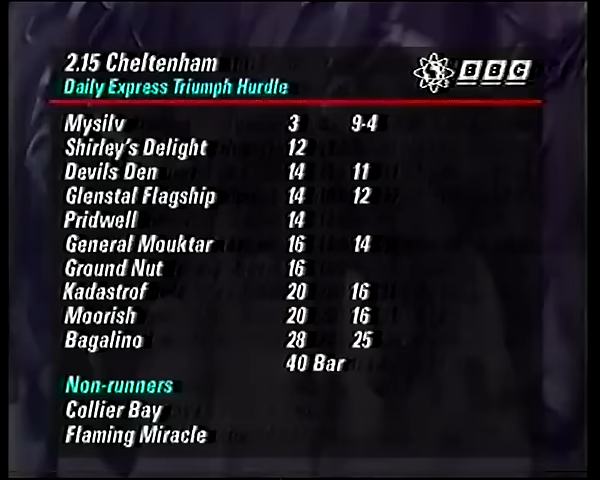 2.15 Cheltenham
Daily Express Triumph Hurdle
BBC
Mysilv 3 9-4
Shirley's Delight 12
Devils Den 14 11
Glenstal Flagship 14 12
Pridwell 14
General Mouktar 16 14
Ground Nut 16
Kadastrof 20 16
Moorish 20 16
Bagalino 28 25
40 Bar
Non-runners
Collier Bay
Flaming Miracle